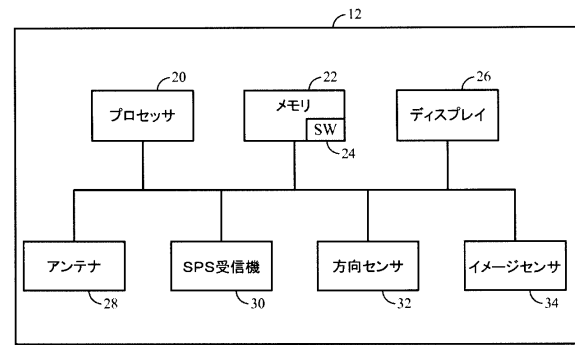 12
20
22
26
プロセッサ
メモリ
ディスプレイ
SW
24
アンテナ
SPS受信機
方向センサ
イメージセンサ
28
30
32
34